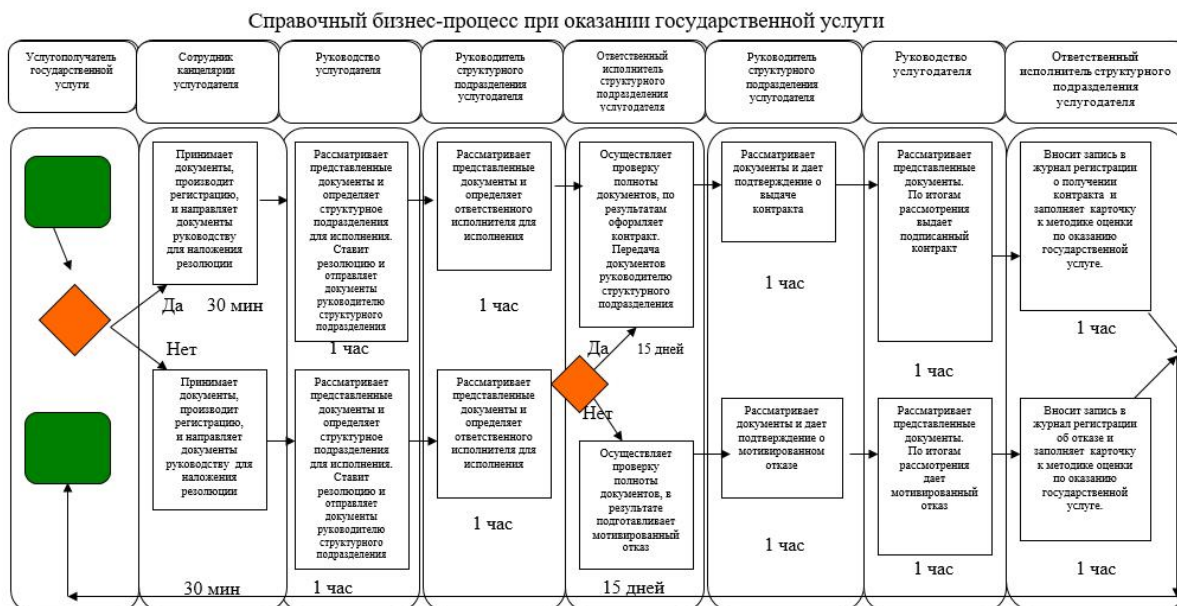 Справочный бизнес-процесс при оказании государственной услуги
Услугополучатель
государственной
услуги
Сотрудник
канцелярии
услугодателя
Руководство
услугодателя
Руководитель
структурного
подразделения
услугодателя
Ответственный
исполнитель
структурного
подразделения
услугодателя
Руководитель
структурного
подразделения
услугодателя
Руководство
услугодателя
Ответственный
исполнитель структурного
подразделения
услугодателя
Принимает
документы,
производит
регистрацию,
и направляет
документы
руководству
для наложения
резолюции
Рассматривает
представленные
документы и
определяет
структурное
подразделения
для исполнения.
Ставит
резолюцию и
отправляет
документы
руководителю
структурного
подразделения
Рассматривает
представленные
документы и
определяет
ответственного
исполнителя для
исполнения
Осуществляет
проверку
полноты
документов, по
результатам
оформляет
контракт.
Передача
документов
руководителю
структурного
подразделения
Рассматривает
документы и дает
подтверждение о
выдаче
контракта
Рассматривает
представленные
документы.
По итогам
рассмотрения
выдает
подписанный
контракт
Вносит запись в
журнал регистрации
о получении
контракта и
заполняет карточку
к методике оценки
по оказанию
государственной
услуге.
Да
30 мин
1 час
1 час
Да
15 дней
1 час
1 час
1 час
Нет
Принимает
документы,
производит
регистрацию,
и направляет
документы
руководству для
наложения
резолюции
Рассматривает
представленные
документы и
определяет
структурное
подразделения
для исполнения.
Ставит
резолюцию и
отправляет
документы
руководителю
структурного
подразделения
Рассматривает
представленные
документы и
определяет
ответственного
исполнителя для
исполнения
Нет
Осуществляет
проверку полноты
документов, в
результате
подготавливает
мотивированный
отказ
Рассматривает
документы и дает
подтверждение о
мотивированном
отказе
Рассматривает
представленные
документы.
По итогам
рассмотрения
дает
мотивированный
отказ
Вносит запись в
журнал регистрации
об отказе и
заполняет карточку
к методике оценки
по оказанию
государственной
услуге.
30 мин
1 час
1 час
15 дней
1 час
1 час
1 час